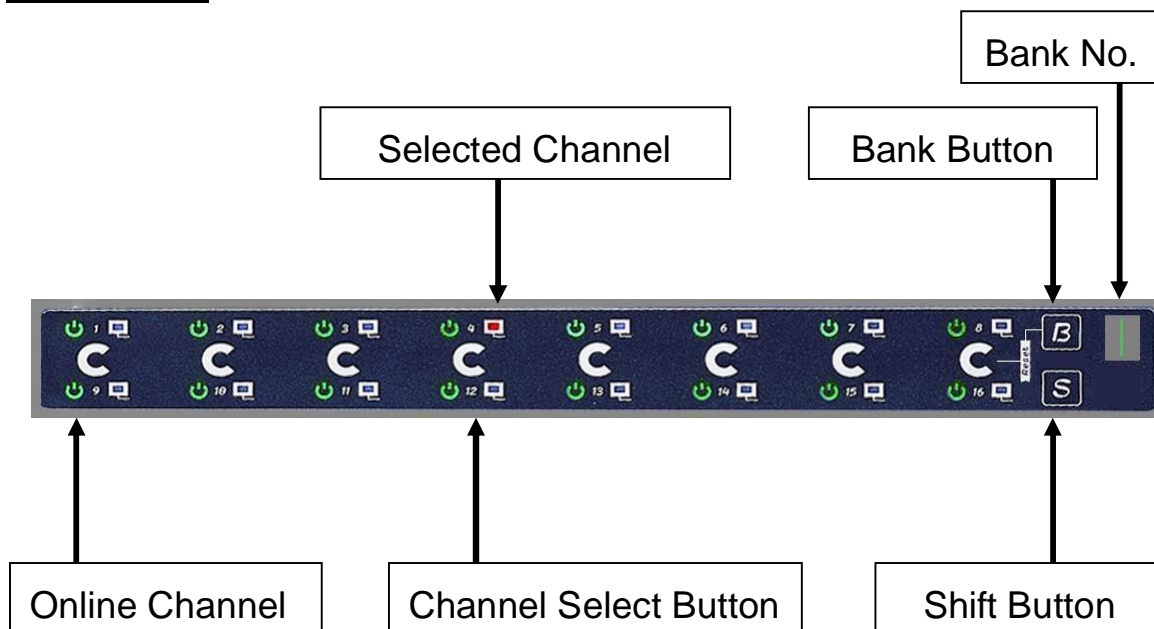 Bank No.
Selected Channel
Bank Button
1 2 3 4 5 6 7 8 B
C C C C C C C C
Reset
9 10 11 12 13 14 15 16 S
Online Channel
Channel Select Button
Shift Button